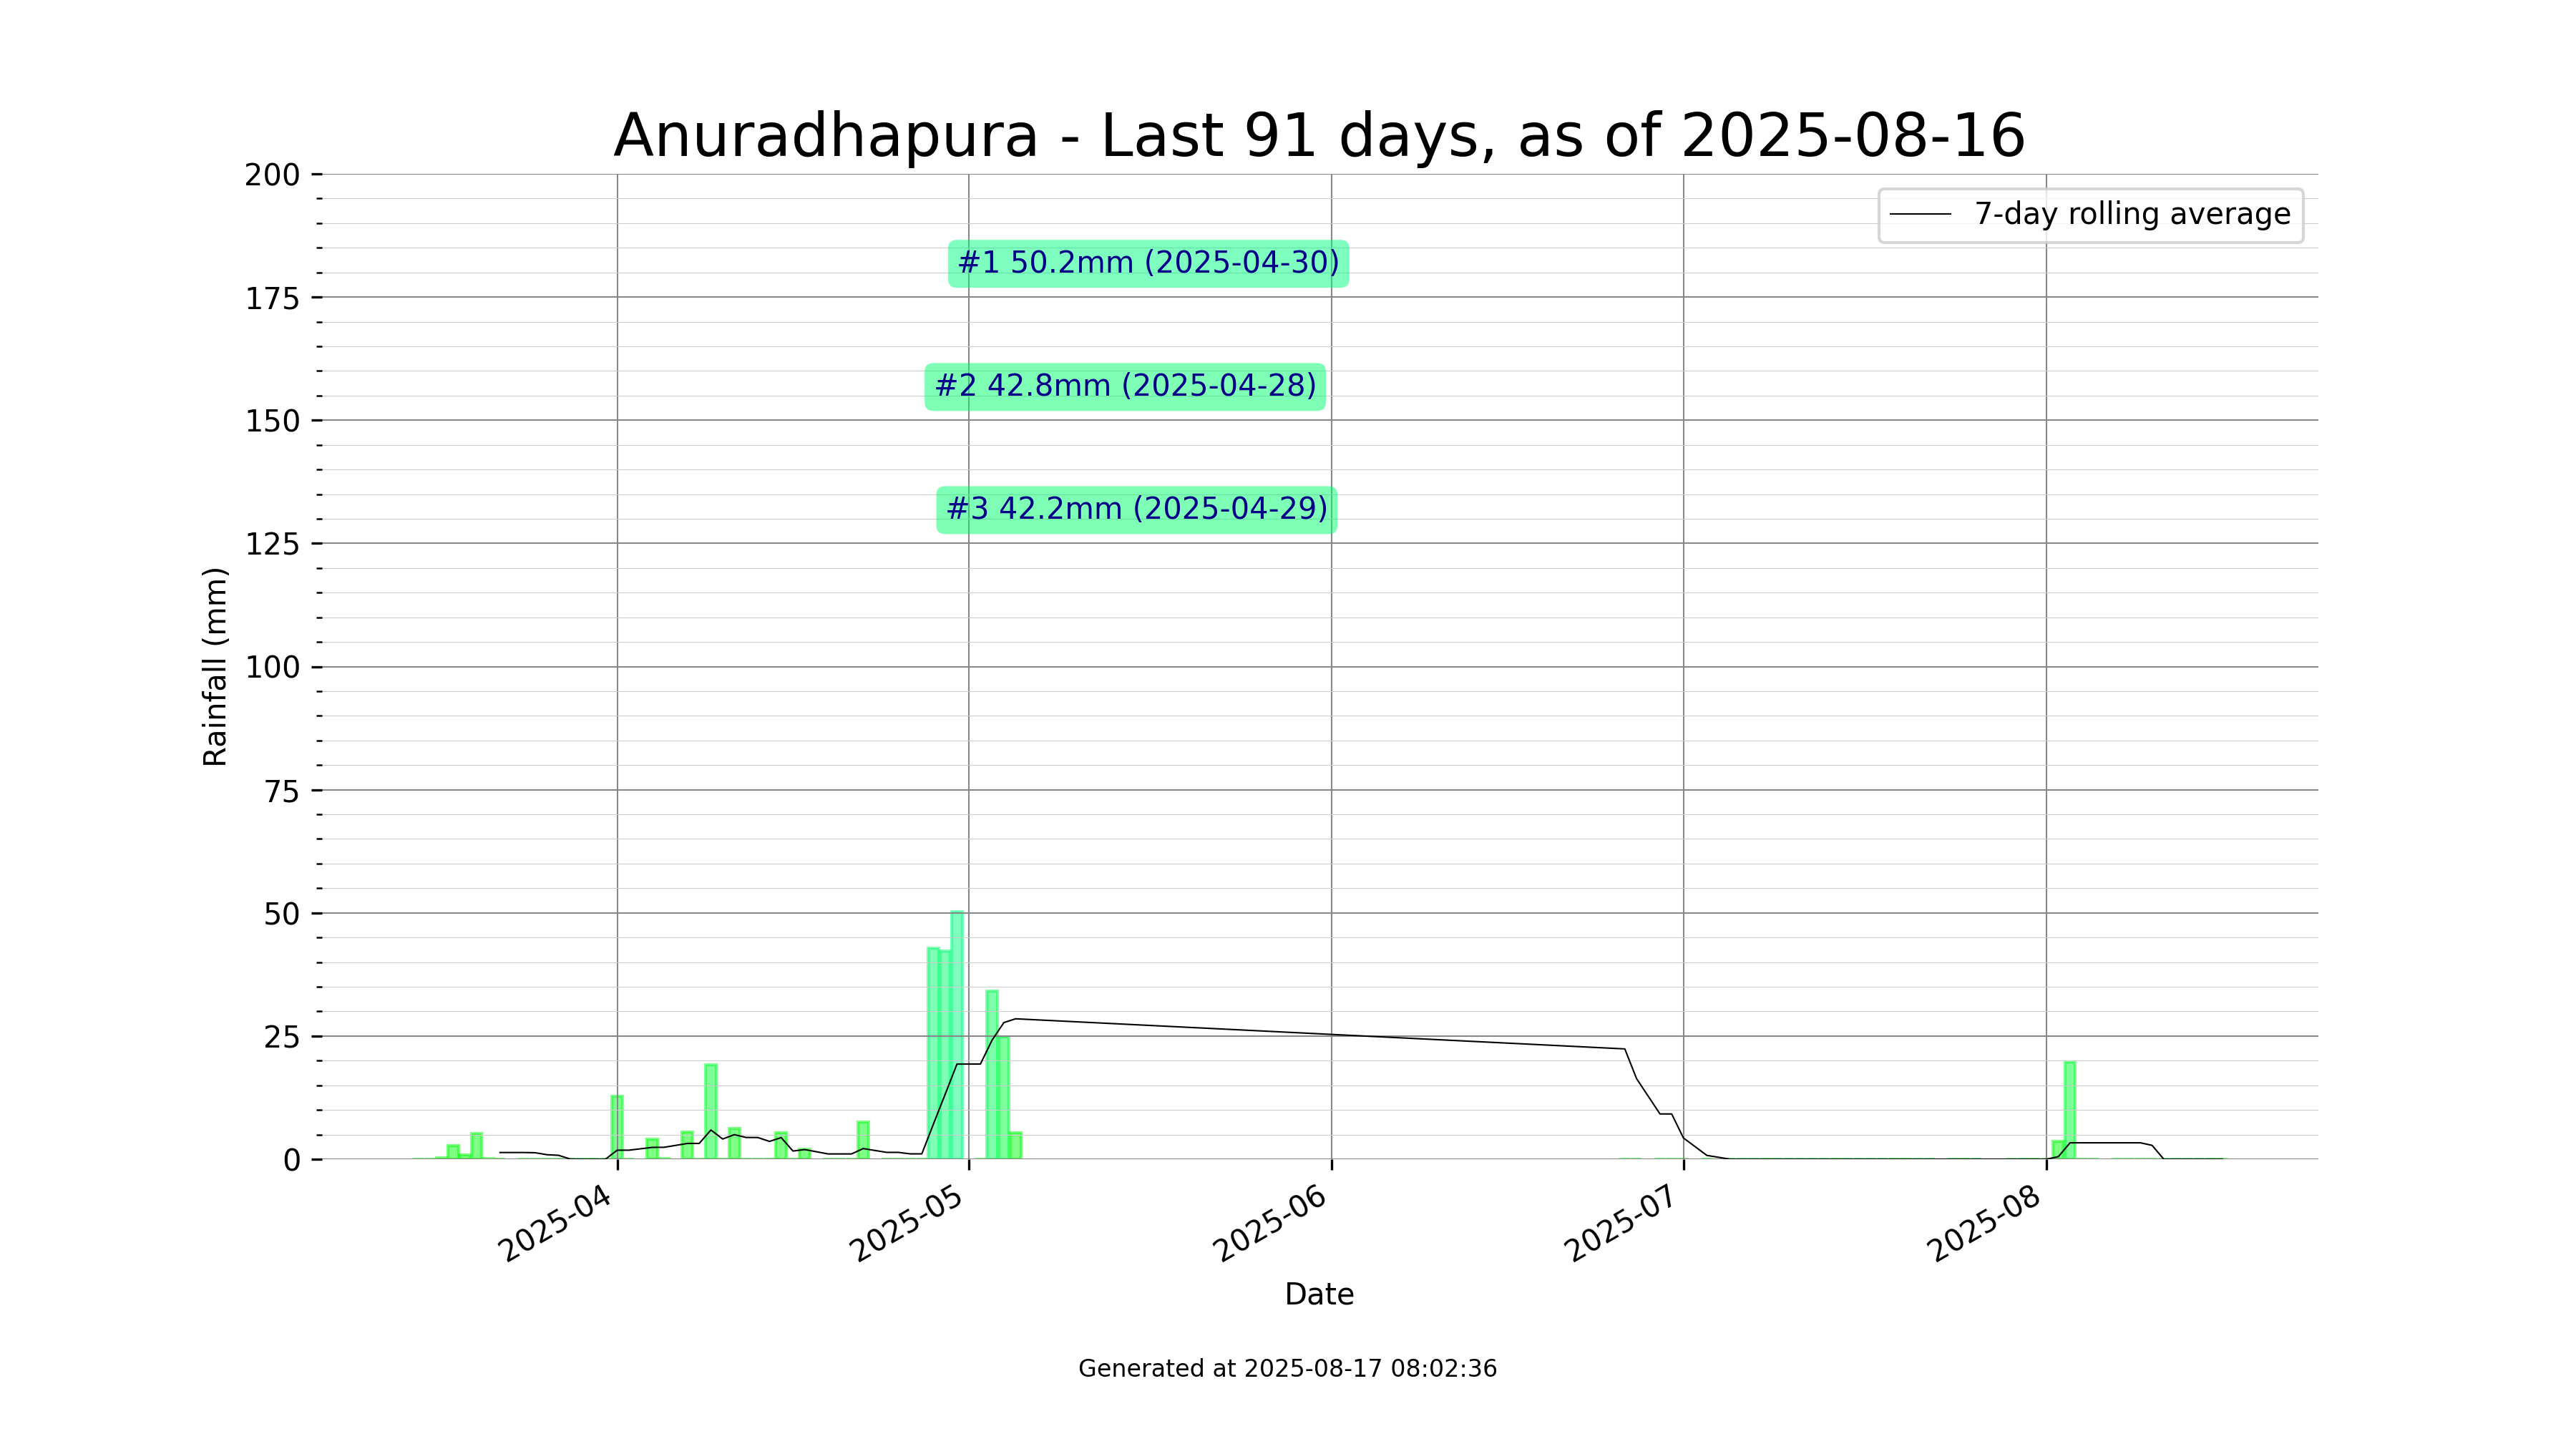 Anuradhapura - Last 91 days, as of 2025-08-16
7-day rolling average
#1 50.2mm (2025-04-30)
#2 42.8mm (2025-04-28)
#3 42.2mm (2025-04-29)
Rainfall (mm)
200
175
150
125
100
75
50
25
0
2025-04
2025-05
2025-06
2025-07
2025-08
Date
Generated at 2025-08-17 08:02:36